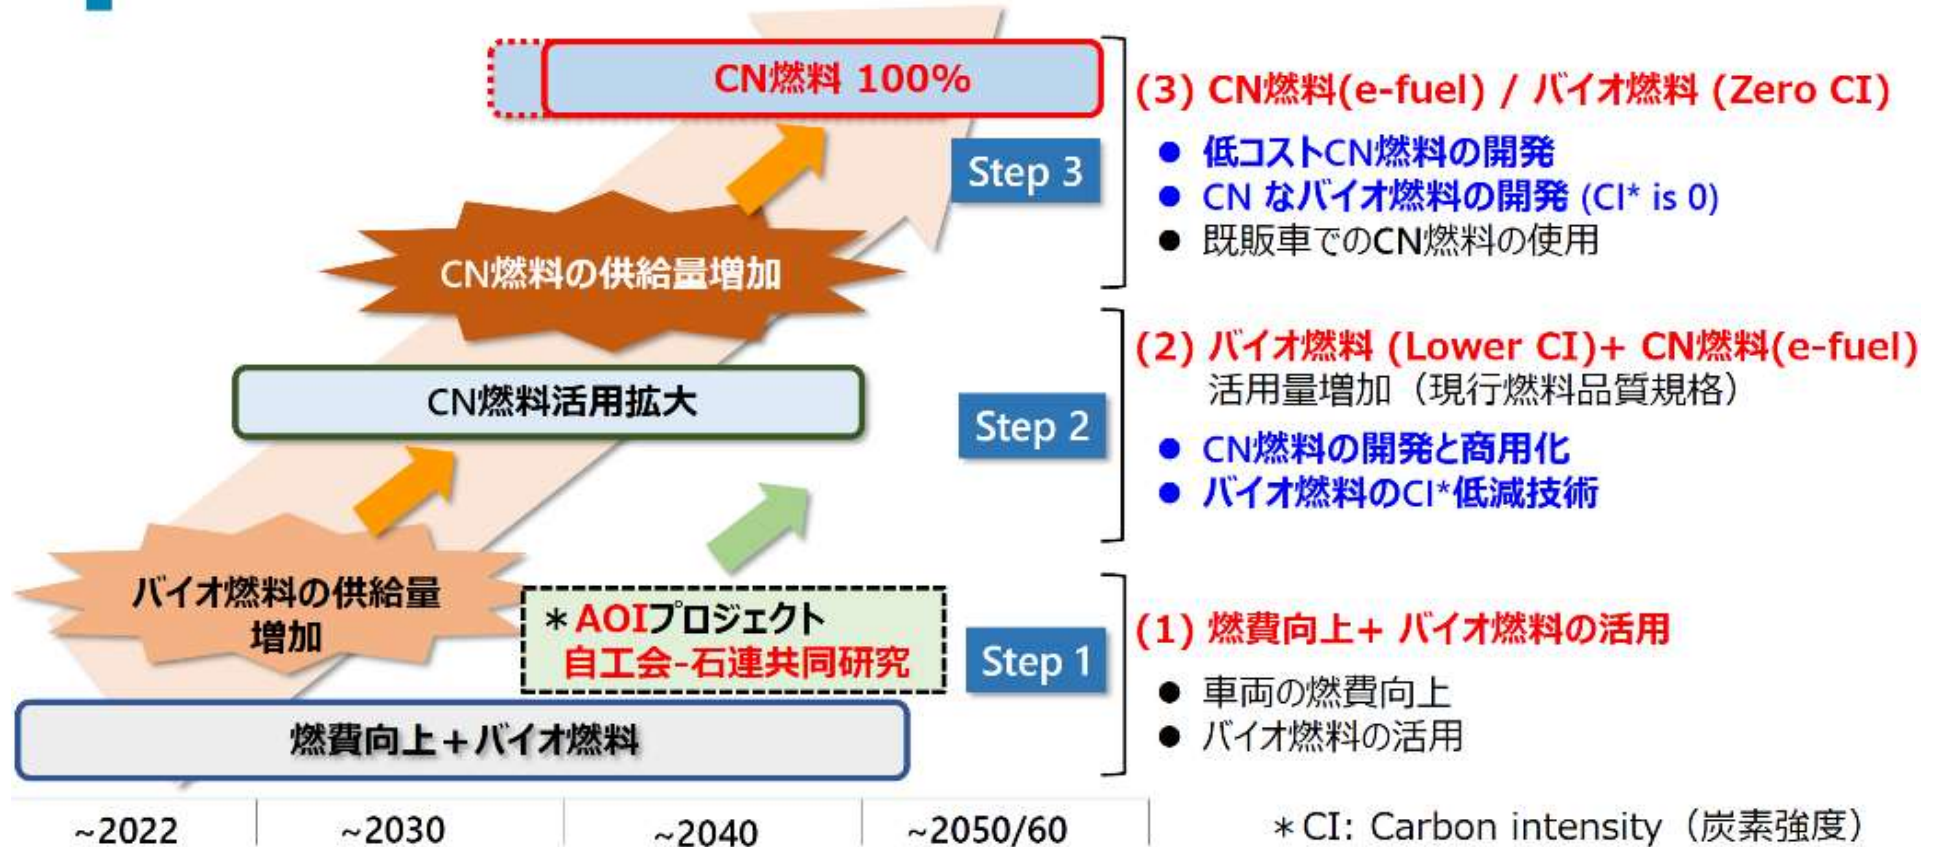 CN燃料 100%
(3) CN燃料(e-fuel) / バイオ燃料 (Zero CI)
● 低コストCN燃料の開発
Step 3
● CN なバイオ燃料の開発 (CI* is 0)
● 既販車でのCN燃料の使用
CN燃料の供給量増加
(2) バイオ燃料 (Lower CI)+ CN燃料(e-fuel)
活用量増加（現行燃料品質規格）
CN燃料活用拡大
Step 2
● CN燃料の開発と商用化
● バイオ燃料のCI*低減技術
バイオ燃料の供給量
増加
＊AOIプロジェクト
自工会-石連共同研究
Step 1
(1) 燃費向上+ バイオ燃料の活用
● 車両の燃費向上
● バイオ燃料の活用
燃費向上＋バイオ燃料
~2022
~2030
~2040
~2050/60
＊CI: Carbon intensity（炭素強度）